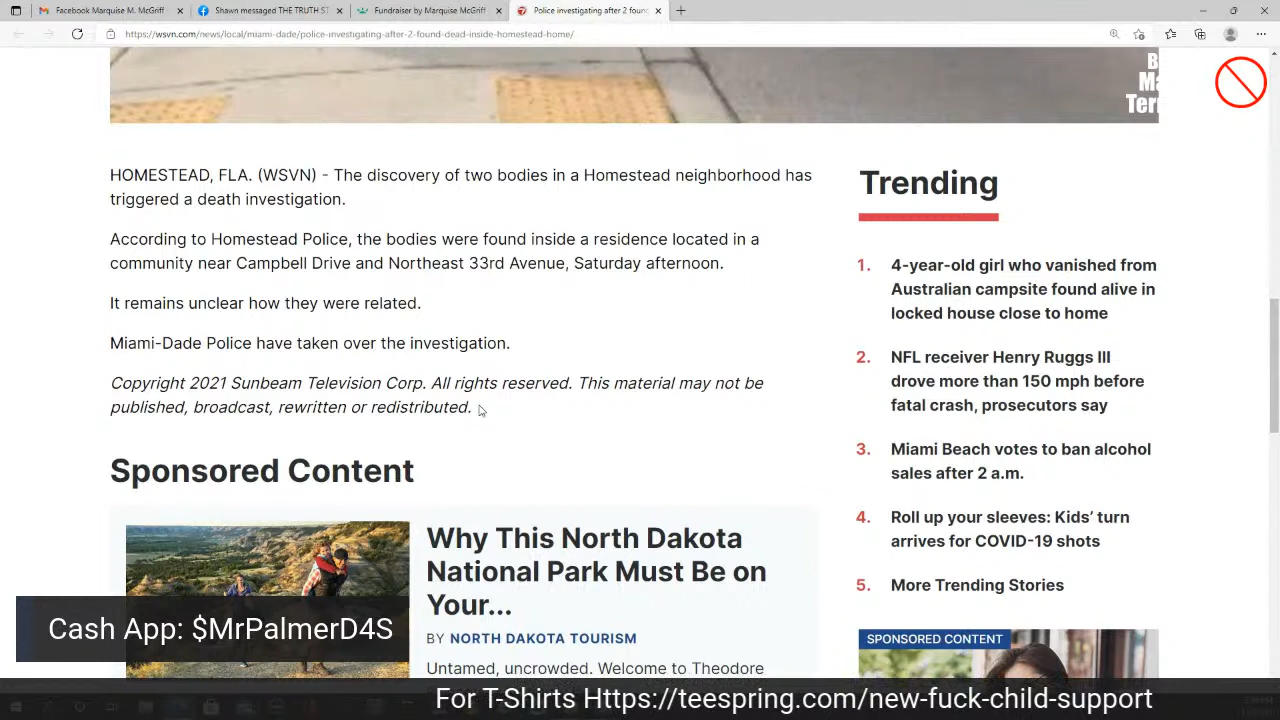 Facebook Marquise M. McGriff
Shawn messaged THE TRUTH ST
Fundraiser by Marquise McGriff
Police investigating after 2 foun
https://wsvn.com/news/local/miami-dade/police-investigating-after-2-found-dead-inside-homestead-home/
HOMESTEAD, FLA. (WSVN) - The discovery of two bodies in a Homestead neighborhood has
triggered a death investigation.
According to Homestead Police, the bodies were found inside a residence located in a
community near Campbell Drive and Northeast 33rd Avenue, Saturday afternoon.
It remains unclear how they were related.
Miami-Dade Police have taken over the investigation.
Copyright 2021 Sunbeam Television Corp. All rights reserved. This material may not be
published, broadcast, rewritten or redistributed.
Sponsored Content
Why This North Dakota
National Park Must Be on
Your...
BY NORTH DAKOTA TOURISM
Untamed, uncrowded. Welcome to Theodore
Trending
1. 4-year-old girl who vanished from
Australian campsite found alive in
locked house close to home
2. NFL receiver Henry Ruggs III
drove more than 150 mph before
fatal crash, prosecutors say
3. Miami Beach votes to ban alcohol
sales after 2 a.m.
4. Roll up your sleeves: Kids’ turn
arrives for COVID-19 shots
5. More Trending Stories
SPONSORED CONTENT
Cash App: $MrPalmerD4S
For T-Shirts Https://teespring.com/new-fuck-child-support